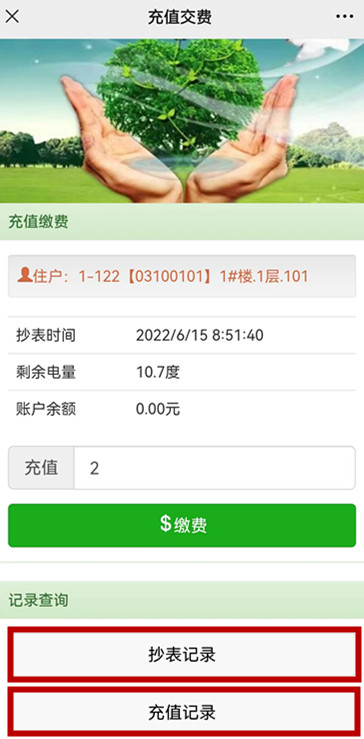 充值交费
充值缴费
住户：1-122【03100101】1#楼.1层.101
抄表时间 2022/6/15 8:51:40
剩余电量 10.7度
账户余额 0.00元
充值 2
$缴费
记录查询
抄表记录
充值记录